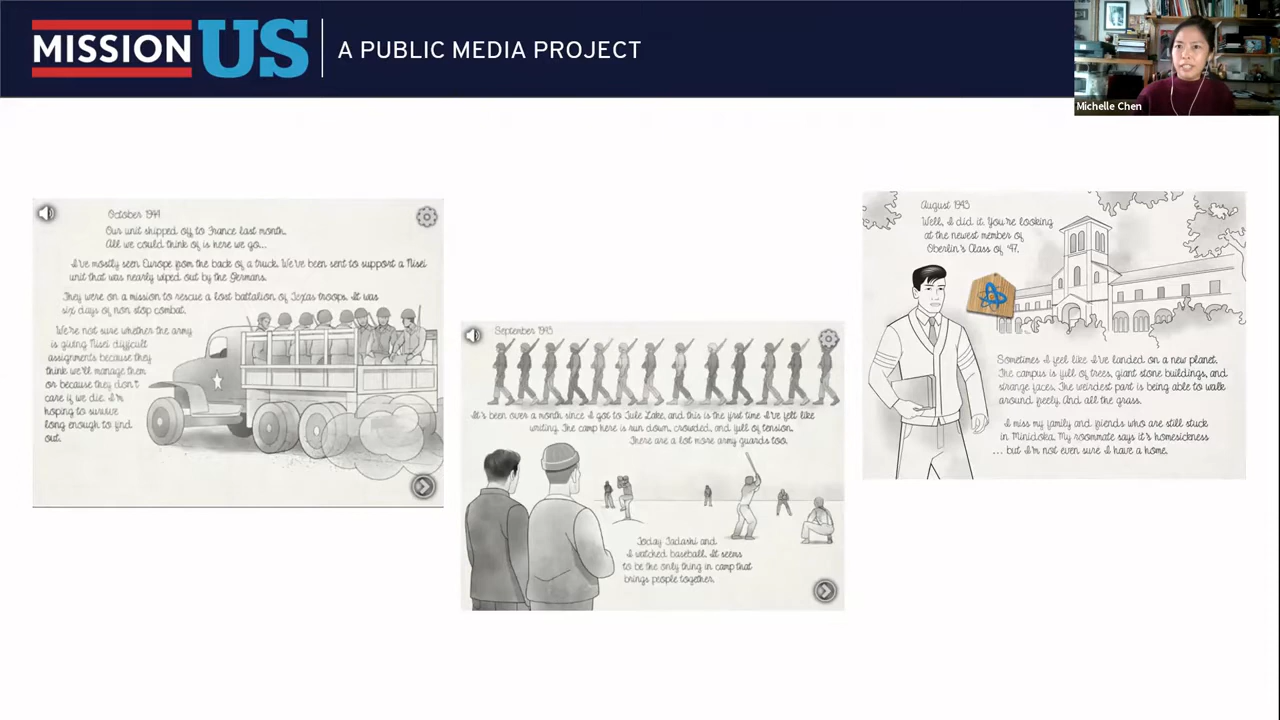 MISSION US
A PUBLIC MEDIA PROJECT
Michelle Chen
October 1944
Our unit shipped off to France last month.
All we could think of is here we go...
I've mostly seen Europe from the back of a truck. We've been sent to support a Nisei
unit that was nearly wiped out by the Germans.
They were on a mission to rescue a lost battalion of Texas troops. It was
six days of non stop combat.
We're not sure whether the army
is giving Nisei difficult
assignments because they
think we'll manage them
or because they don't
care if we die. I'm
hoping to survive
long enough to find
out.
September 1943
It's been over a month since I got to Tule Lake, and this is the first time I've felt like
writing. The camp here is run down, crowded, and full of tension.
There are a lot more army guards too.
Today Tadashi and
I watched baseball. It seems
to be the only thing in camp that
brings people together.
August 1943
Well, I did it. You're looking
at the newest member of
Oberlin's Class of '47.
Sometimes I feel like I've landed on a new planet.
The campus is full of trees, giant stone buildings, and
strange faces. The weirdest part is being able to walk
around freely. And all the grass.
I miss my family and friends who are still stuck
in Minidoka. My roommate says it's homesickness
... but I'm not even sure I have a home.